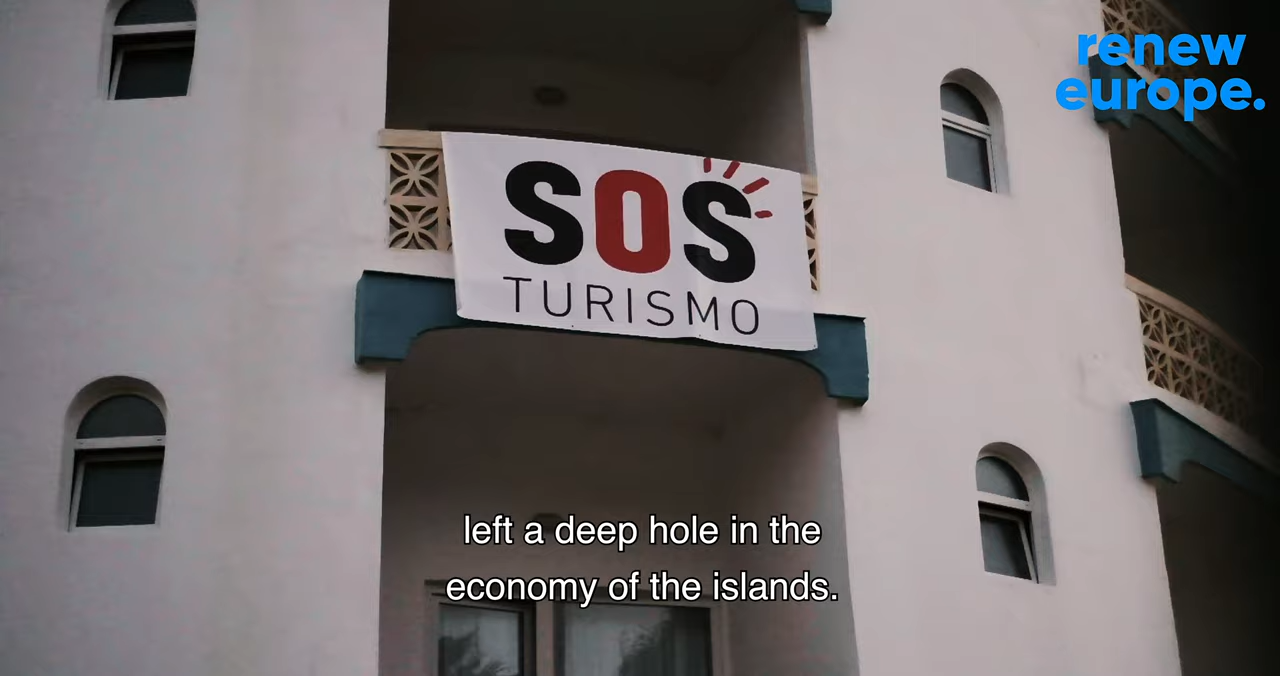 renew
europe.
SOS
TURISMO
left a deep hole in the
economy of the islands.